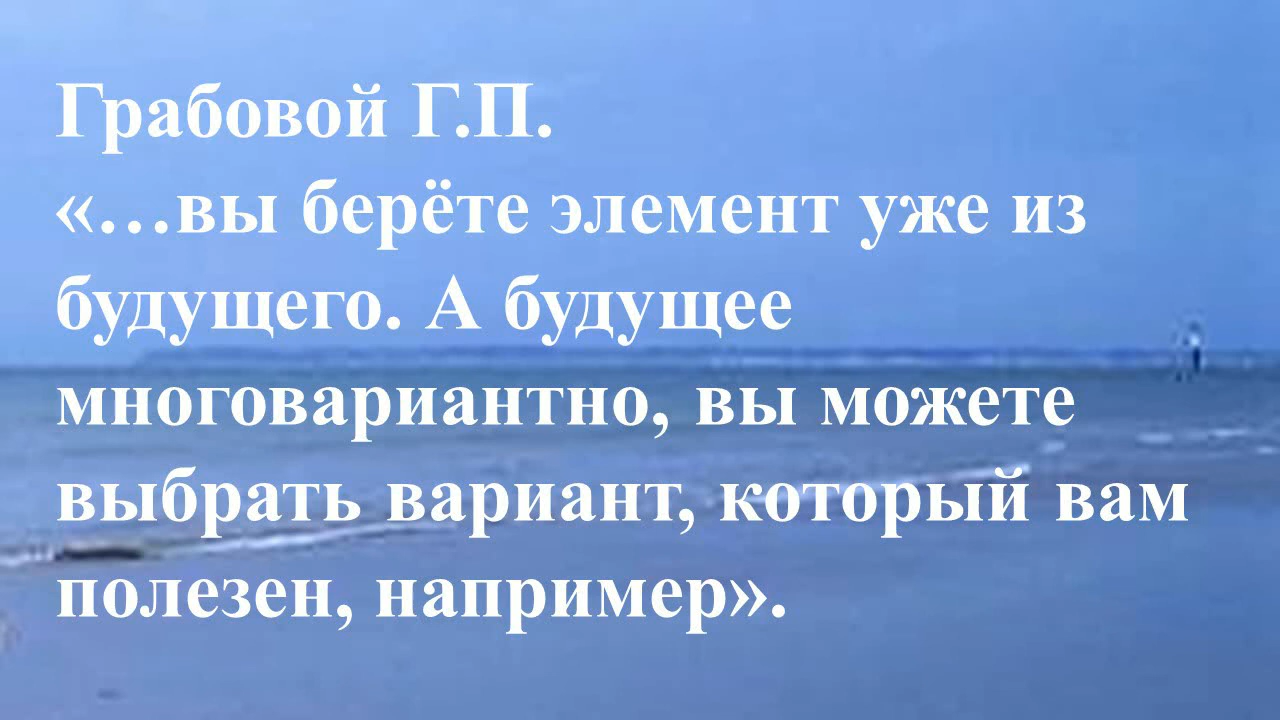 Грабовой Г.П.
«…вы берёте элемент уже из
будущего. А будущее
многовариантно, вы можете
выбрать вариант, который вам
полезен, например».